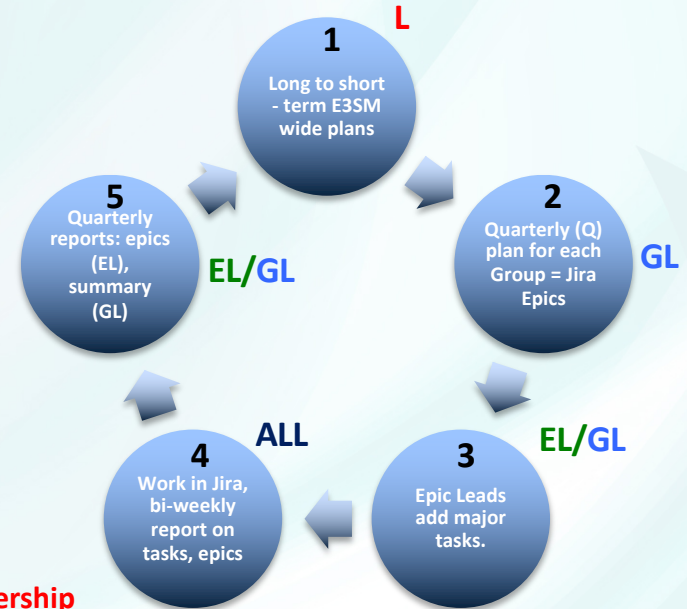 L
1
Long to short
- term E3SM
wide plans
2
Quarterly (Q)
plan for each
Group = Jira
Epics
GL
3
Epic Leads
add major
tasks.
EL/GL
4
Work in Jira,
bi-weekly
report on
tasks, epics
ALL
5
Quarterly
reports: epics
(EL),
summary
(GL)
EL/GL
ership